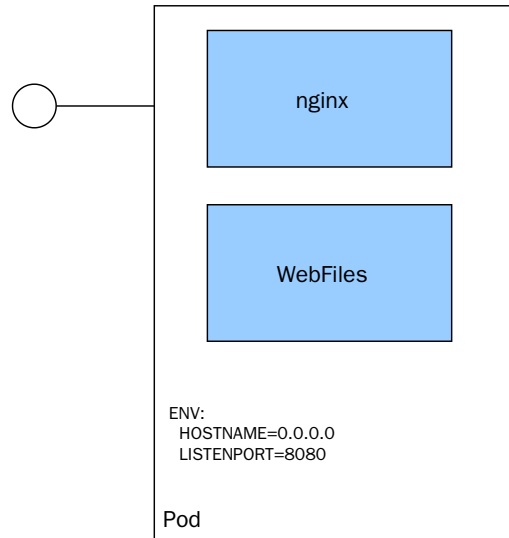 nginx
WebFiles
ENV:
HOSTNAME=0.0.0.0
LISTENPORT=8080
Pod